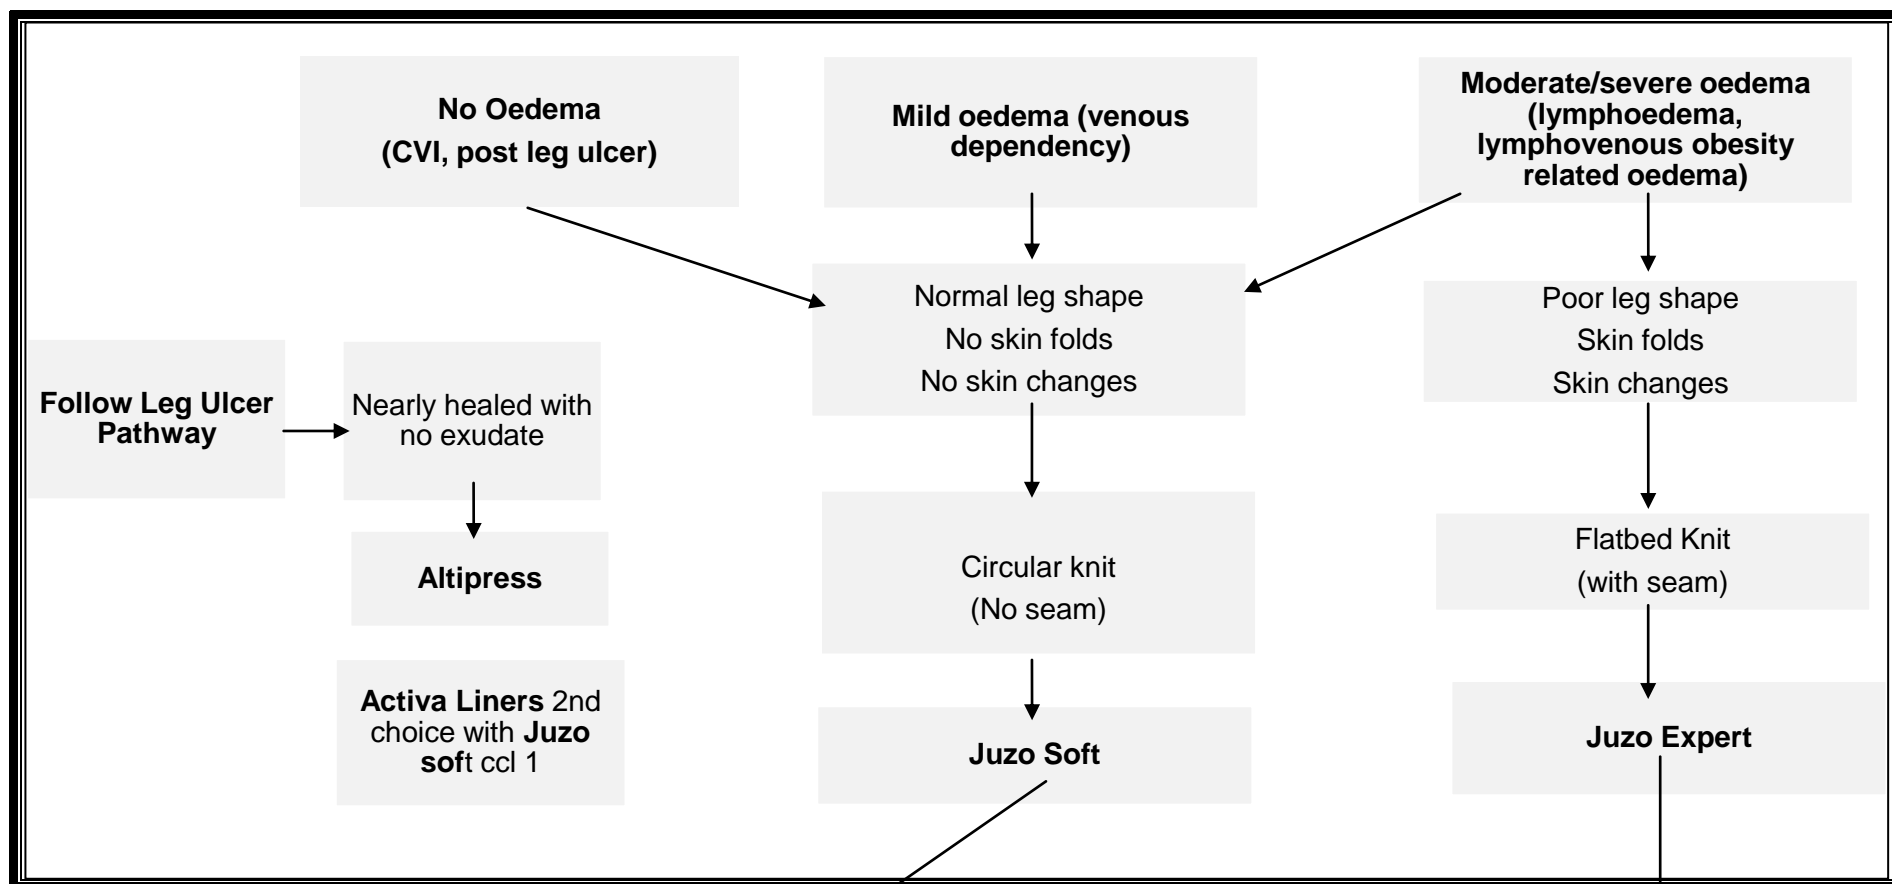 No Oedema
(CVI, post leg ulcer)
Mild oedema (venous
dependency)
Moderate/severe oedema
(lymphoedema,
lymphovenous obesity
related oedema)
Normal leg shape
No skin folds
No skin changes
Poor leg shape
Skin folds
Skin changes
Follow Leg Ulcer
Pathway
Nearly healed with
no exudate
Altipress
Circular knit
(No seam)
Flatbed Knit
(with seam)
Activa Liners 2nd
choice with Juzo
soft ccl 1
Juzo Soft
Juzo Expert